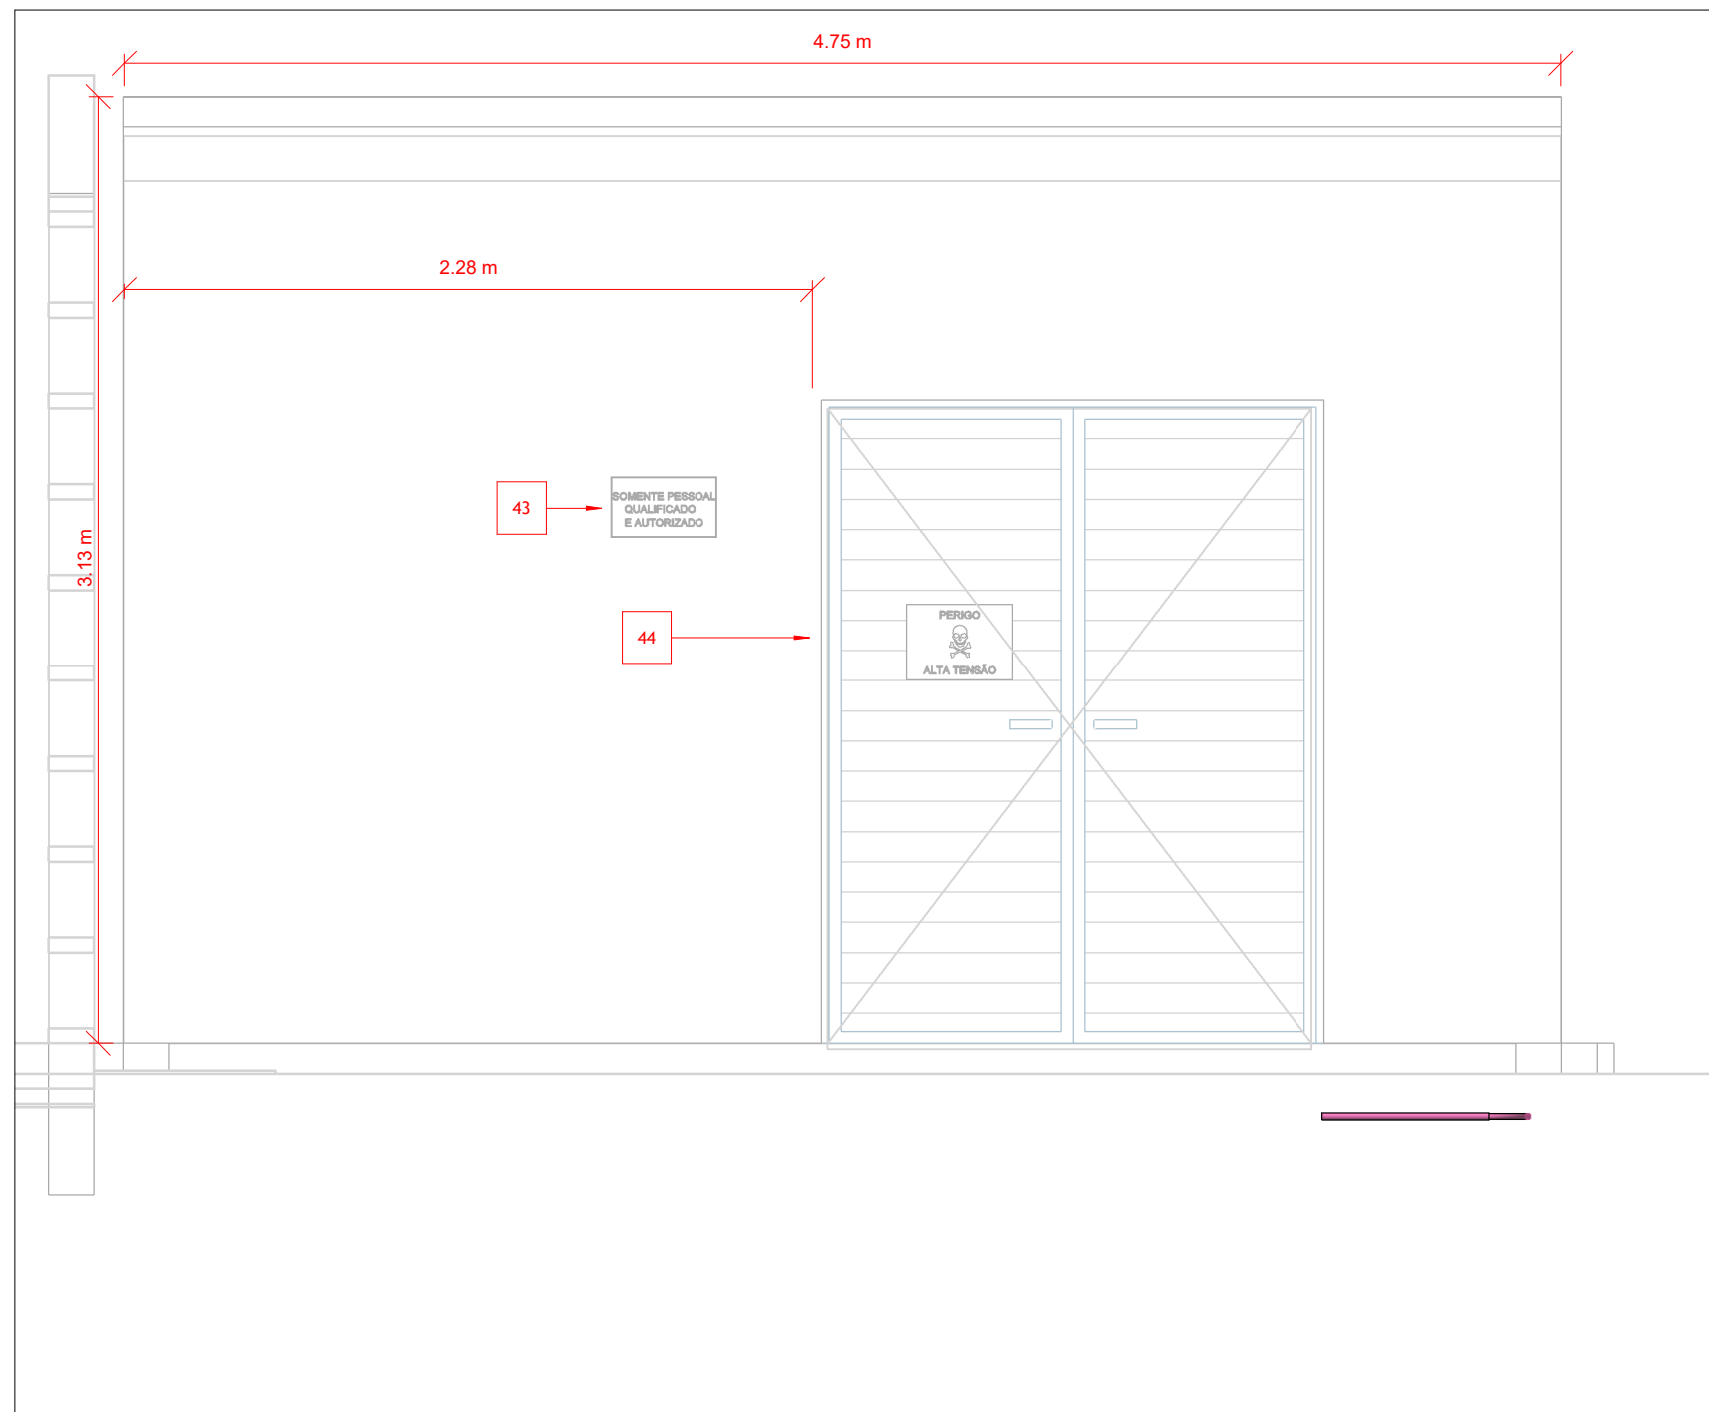 4.75 m
2.28 m
43
SOMENTE PESSOAL
QUALIFICADO
E AUTORIZADO
3.13 m
44
PERIGO
ALTA TENSÃO